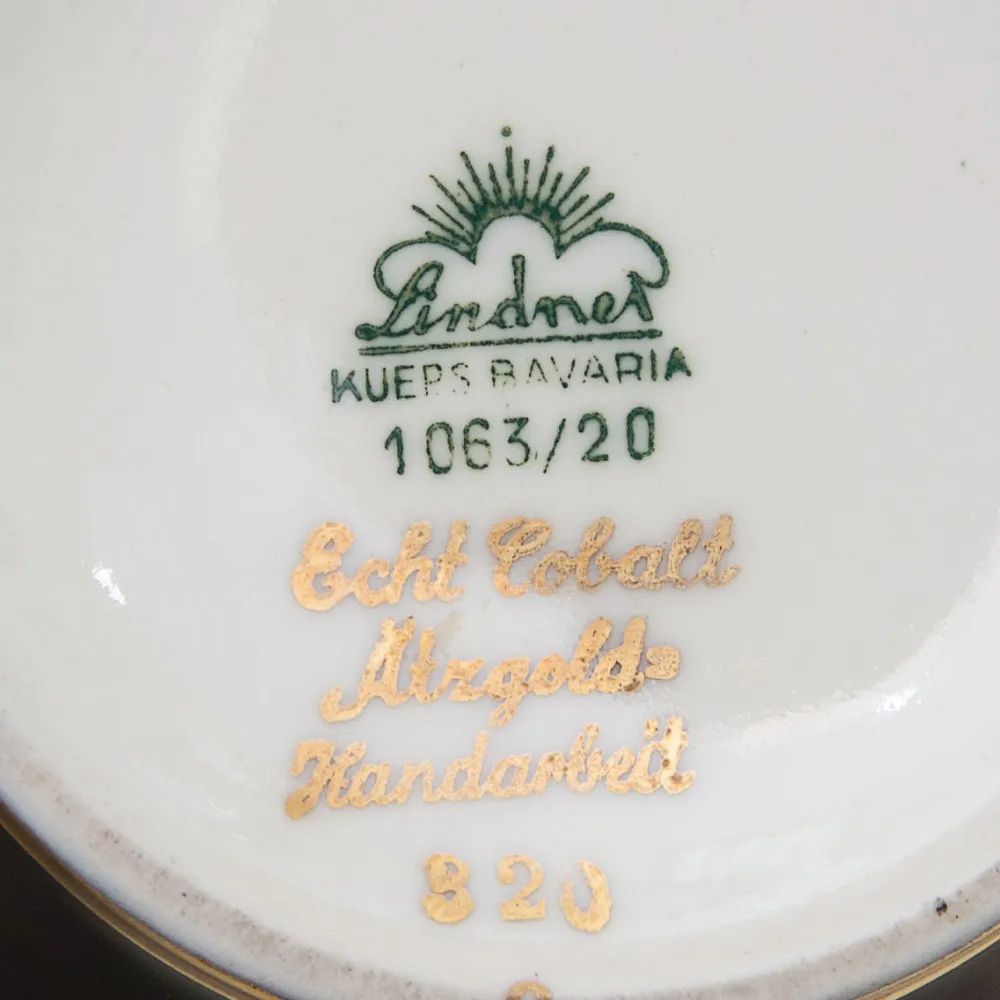 Lindner
KUEPS BAVARIA
1063/20
Echt Cobalt
Ätzgold-
Handarbeit
320